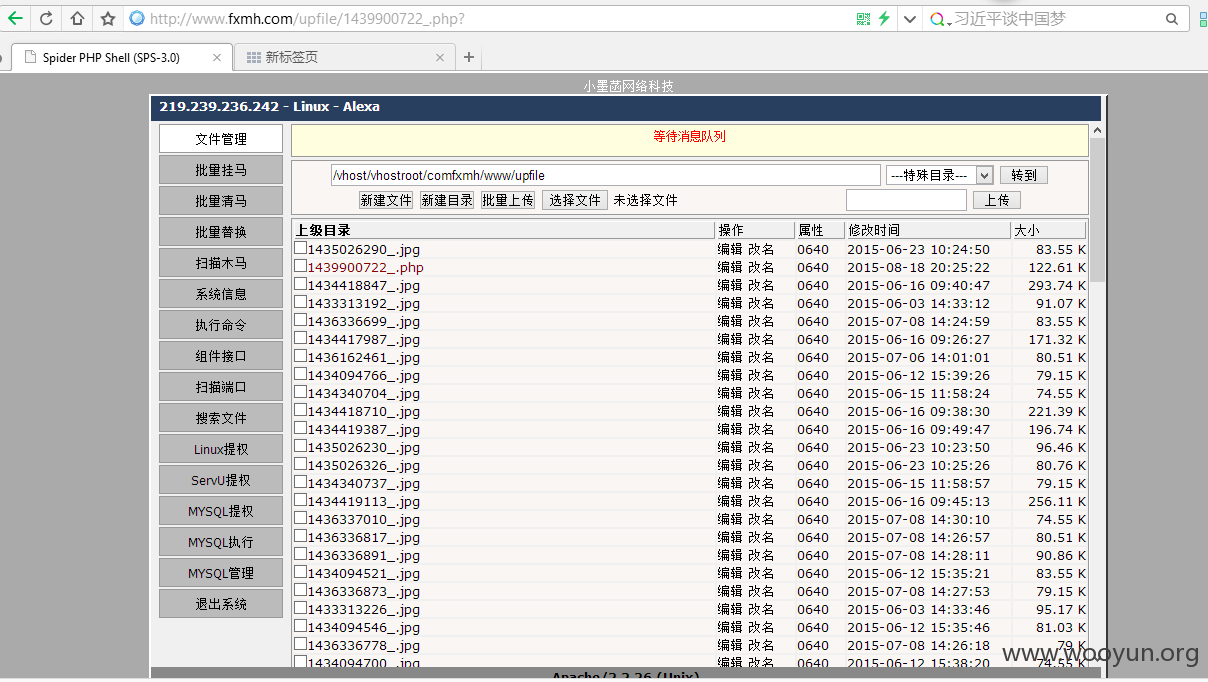 http://www.fxmh.com/upfile/1439900722_.php?
习近平谈中国梦
Spider PHP Shell (SPS-3.0)
新标签页
小墨菡网络科技
219.239.236.242 - Linux - Alexa
文件管理
批量挂马
批量清马
批量替换
扫描木马
系统信息
执行命令
组件接口
扫描端口
搜索文件
Linux提权
ServU提权
MYSQL提权
MYSQL执行
MYSQL管理
退出系统
等待消息队列
/vhost/vhostroot/comfxmh/www/upfile
---特殊目录---
转到
新建文件 新建目录 批量上传 选择文件 未选择文件
上传
上级目录 操作 属性 修改时间 大小
1435026290_.jpg 编辑 改名 0640 2015-06-23 10:24:50 83.55 K
1439900722_.php 编辑 改名 0640 2015-08-18 20:25:22 122.61 K
1434418847_.jpg 编辑 改名 0640 2015-06-16 09:40:47 293.74 K
1433313192_.jpg 编辑 改名 0640 2015-06-03 14:33:12 91.07 K
1436336699_.jpg 编辑 改名 0640 2015-07-08 14:24:59 83.55 K
1434417987_.jpg 编辑 改名 0640 2015-06-16 09:26:27 171.32 K
1436162461_.jpg 编辑 改名 0640 2015-07-06 14:01:01 80.51 K
1434094766_.jpg 编辑 改名 0640 2015-06-12 15:39:26 79.15 K
1434340704_.jpg 编辑 改名 0640 2015-06-15 11:58:24 74.55 K
1434418710_.jpg 编辑 改名 0640 2015-06-16 09:38:30 221.39 K
1434419387_.jpg 编辑 改名 0640 2015-06-16 09:49:47 196.74 K
1435026230_.jpg 编辑 改名 0640 2015-06-23 10:23:50 96.46 K
1435026326_.jpg 编辑 改名 0640 2015-06-23 10:25:26 80.76 K
1434340737_.jpg 编辑 改名 0640 2015-06-15 11:58:57 79.15 K
1434419113_.jpg 编辑 改名 0640 2015-06-16 09:45:13 256.11 K
1436337010_.jpg 编辑 改名 0640 2015-07-08 14:30:10 74.55 K
1436336817_.jpg 编辑 改名 0640 2015-07-08 14:26:57 80.51 K
1436336891_.jpg 编辑 改名 0640 2015-07-08 14:28:11 90.86 K
1434094521_.jpg 编辑 改名 0640 2015-06-12 15:35:21 83.55 K
1436336873_.jpg 编辑 改名 0640 2015-07-08 14:27:53 79.15 K
1433313226_.jpg 编辑 改名 0640 2015-06-03 14:33:46 95.17 K
1434094546_.jpg 编辑 改名 0640 2015-06-12 15:35:46 81.03 K
1436336778_.jpg 编辑 改名 0640 2015-07-08 14:26:18 79 K
1434094700_.jpg 编辑 改名 0640 2015-06-12 15:38:20 74.55 K
www.wooyun.org
Apache/2.2.26 (Unix)